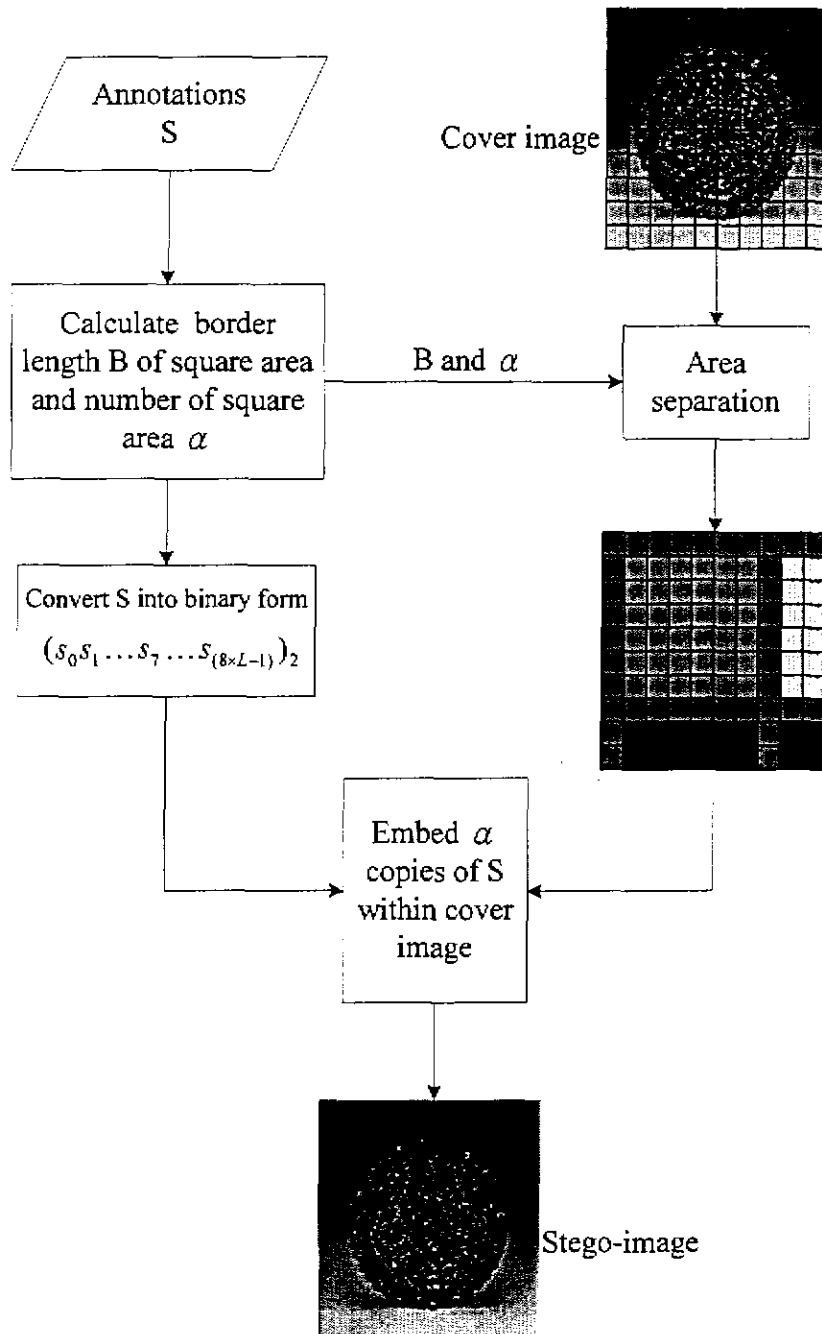 Annotations
S
Cover image
Calculate border
length B of square area
and number of square
area α
B and α
Area
separation
Convert S into binary form
(s₀s₁…s₇…s₍₈ₓL₋₁₎)₂
Embed α
copies of S
within cover
image
Stego-image